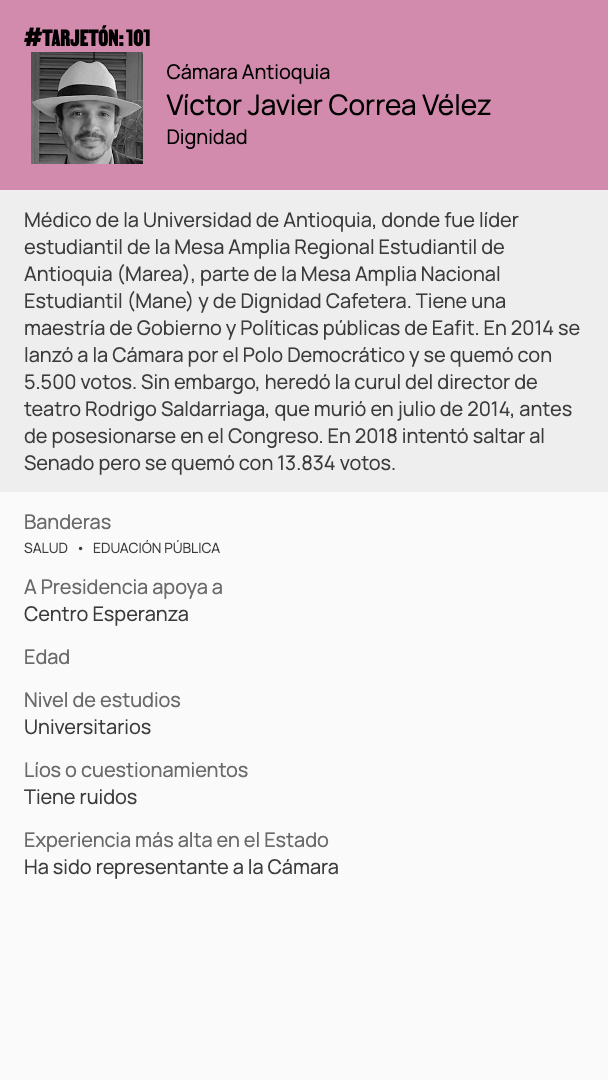 #TARJETÓN: 101
Cámara Antioquia
Víctor Javier Correa Vélez
Dignidad
Médico de la Universidad de Antioquia, donde fue líder
estudiantil de la Mesa Amplia Regional Estudiantil de
Antioquia (Marea), parte de la Mesa Amplia Nacional
Estudiantil (Mane) y de Dignidad Cafetera. Tiene una
maestría de Gobierno y Políticas públicas de Eafit. En 2014 se
lanzó a la Cámara por el Polo Democrático y se quemó con
5.500 votos. Sin embargo, heredó la curul del director de
teatro Rodrigo Saldarriaga, que murió en julio de 2014, antes
de posesionarse en el Congreso. En 2018 intentó saltar al
Senado pero se quemó con 13.834 votos.
Banderas
SALUD • EDUACIÓN PÚBLICA
A Presidencia apoya a
Centro Esperanza
Edad
Nivel de estudios
Universitarios
Líos o cuestionamientos
Tiene ruidos
Experiencia más alta en el Estado
Ha sido representante a la Cámara